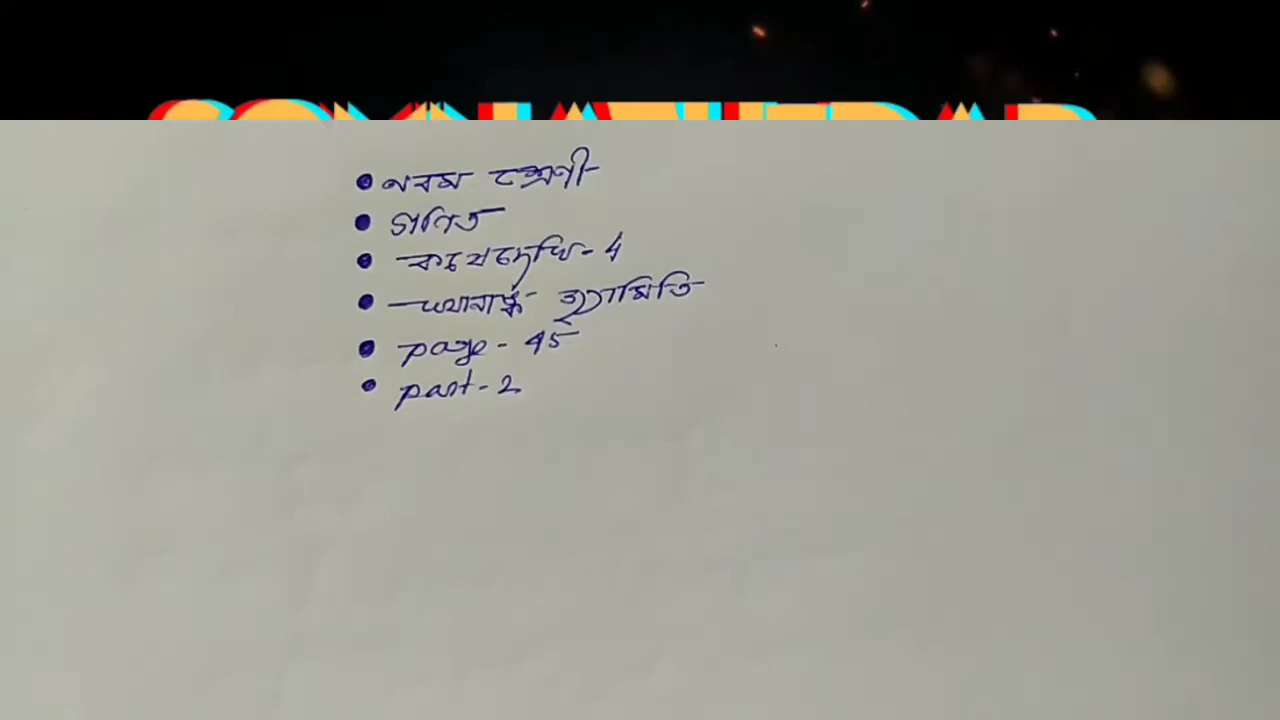 নবম শ্রেণী
গণিত
কষে দেখি - 4
স্থানাঙ্ক জ্যামিতি
page - 45
part - 2